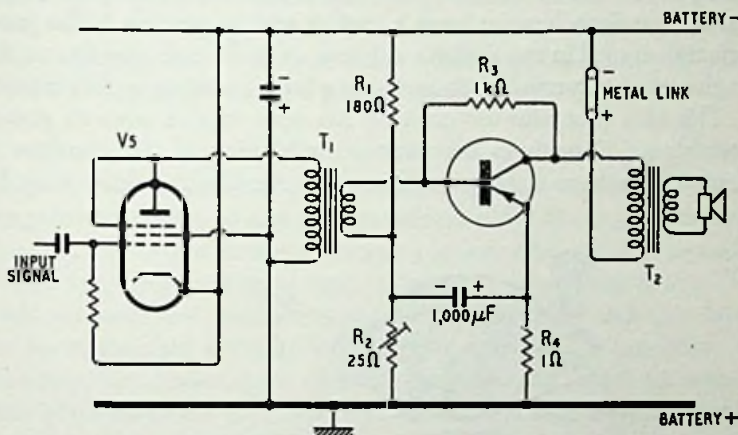 BATTERY-
R1
180Ω
R3
1kΩ
-
METAL LINK
+
-
+
V5
T1
INPUT
SIGNAL
T2
- +
1,000μF
R2
25Ω
R4
1Ω
BATTERY+